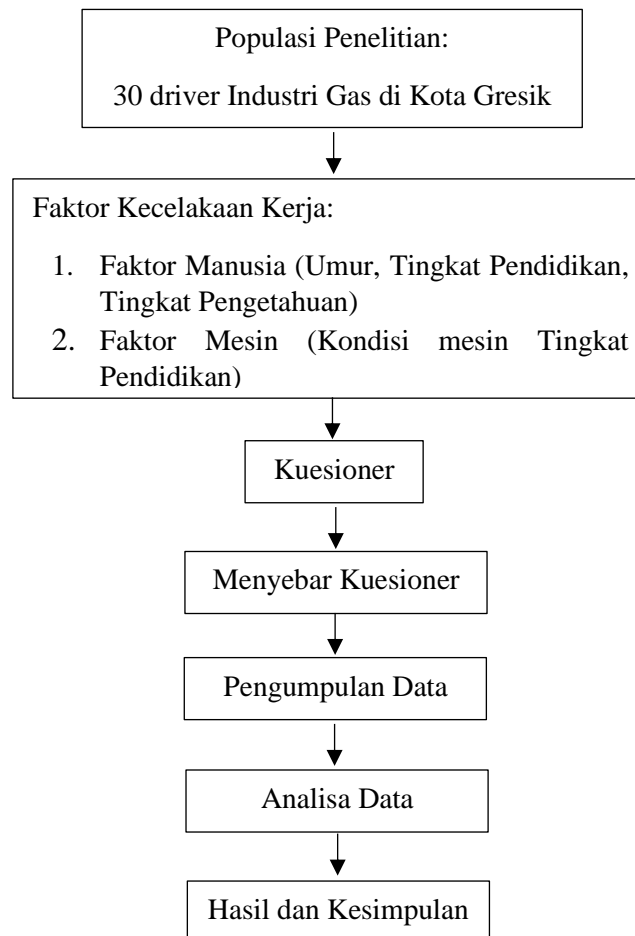 Populasi Penelitian:
30 driver Industri Gas di Kota Gresik
Faktor Kecelakaan Kerja:
1. Faktor Manusia (Umur, Tingkat Pendidikan,
Tingkat Pengetahuan)
2. Faktor Mesin (Kondisi mesin Tingkat
Pendidikan)
Kuesioner
Menyebar Kuesioner
Pengumpulan Data
Analisa Data
Hasil dan Kesimpulan